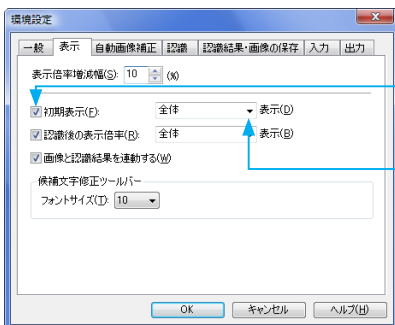 環境設定
一般 表示 自動画像補正 認識 認識結果・画像の保存 入力 出力
表示倍率増減幅(S): 10 (%)
初期表示(F): 全体 表示(D)
認識後の表示倍率(R): 全体 表示(B)
画像と認識結果を連動する(W)
候補文字修正ツールバー
フォントサイズ(T): 10
OK キャンセル ヘルプ(H)